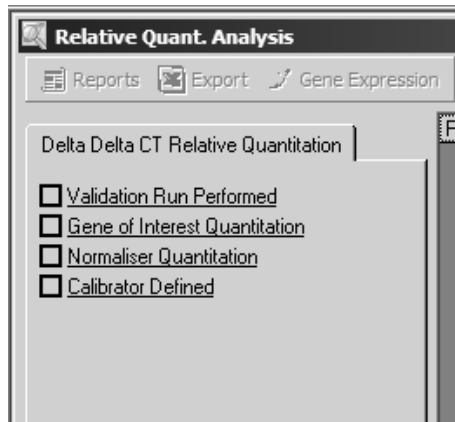 Relative Quant. Analysis
Reports Export Gene Expression
Delta Delta CT Relative Quantitation
F
Validation Run Performed
Gene of Interest Quantitation
Normaliser Quantitation
Calibrator Defined